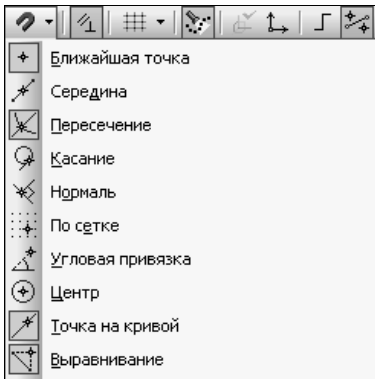 Ближайшая точка
Середина
Пересечение
Касание
Нормаль
По сетке
Угловая привязка
Центр
Точка на кривой
Выравнивание